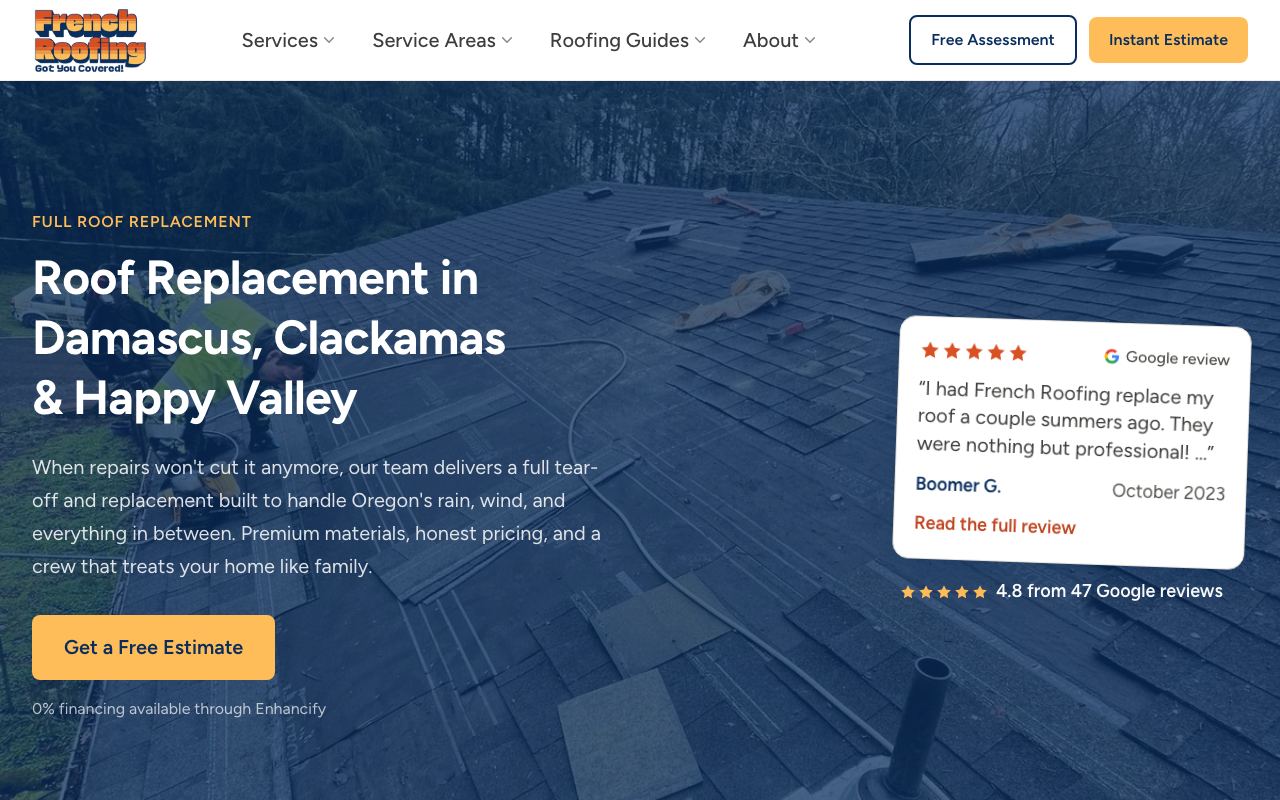 French
Roofing
Got You Covered!
Services
Service Areas
Roofing Guides
About
Free Assessment
Instant Estimate
FULL ROOF REPLACEMENT
Roof Replacement in
Damascus, Clackamas
& Happy Valley
When repairs won't cut it anymore, our team delivers a full tear-
off and replacement built to handle Oregon's rain, wind, and
everything in between. Premium materials, honest pricing, and a
crew that treats your home like family.
Get a Free Estimate
0% financing available through Enhancify
Google review
“I had French Roofing replace my
roof a couple summers ago. They
were nothing but professional! ...”
Boomer G.
October 2023
Read the full review
4.8 from 47 Google reviews